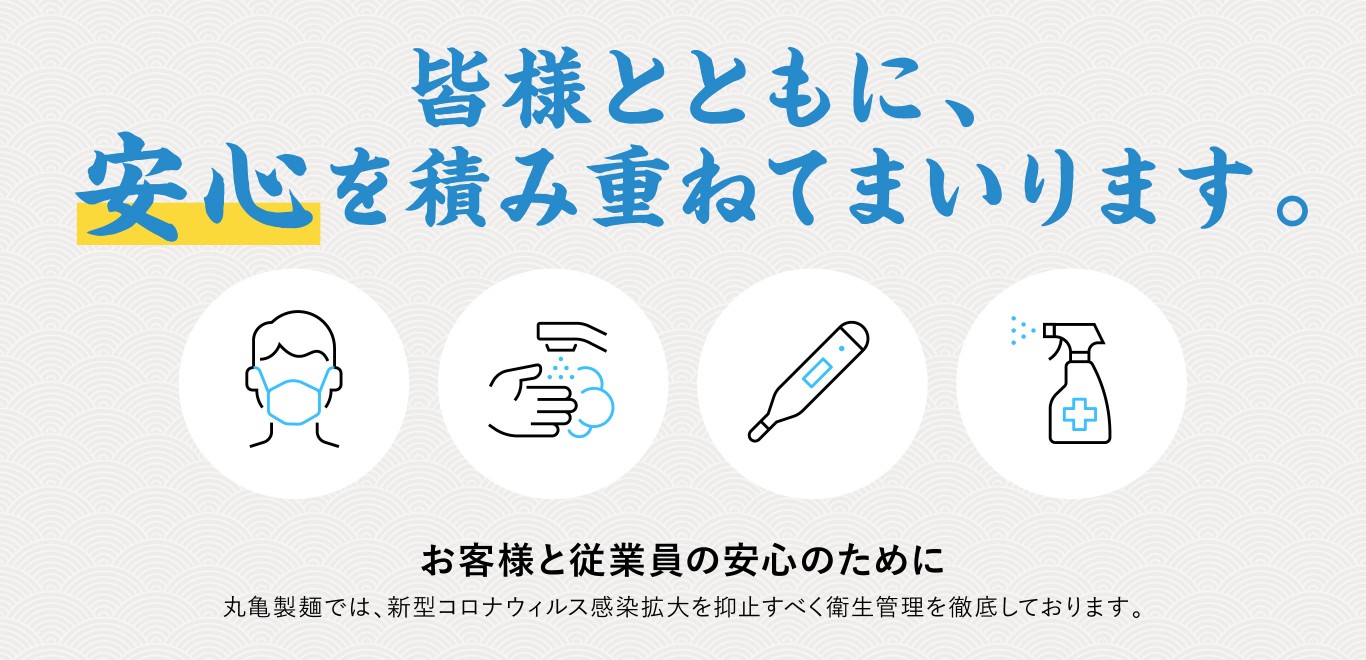 皆様とともに、
安心を積み重ねてまいります。
お客様と従業員の安心のために
丸亀製麺では、新型コロナウィルス感染拡大を抑止すべく衛生管理を徹底しております。